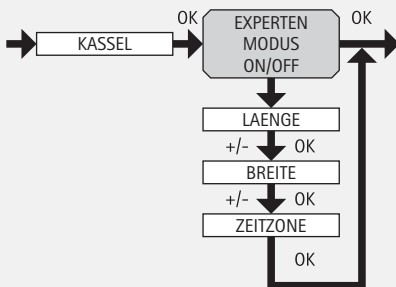 OK
EXPERTEN
MODUS
ON/OFF
OK
KASSEL
LAENGE
+/- OK
BREITE
+/- OK
ZEITZONE
OK